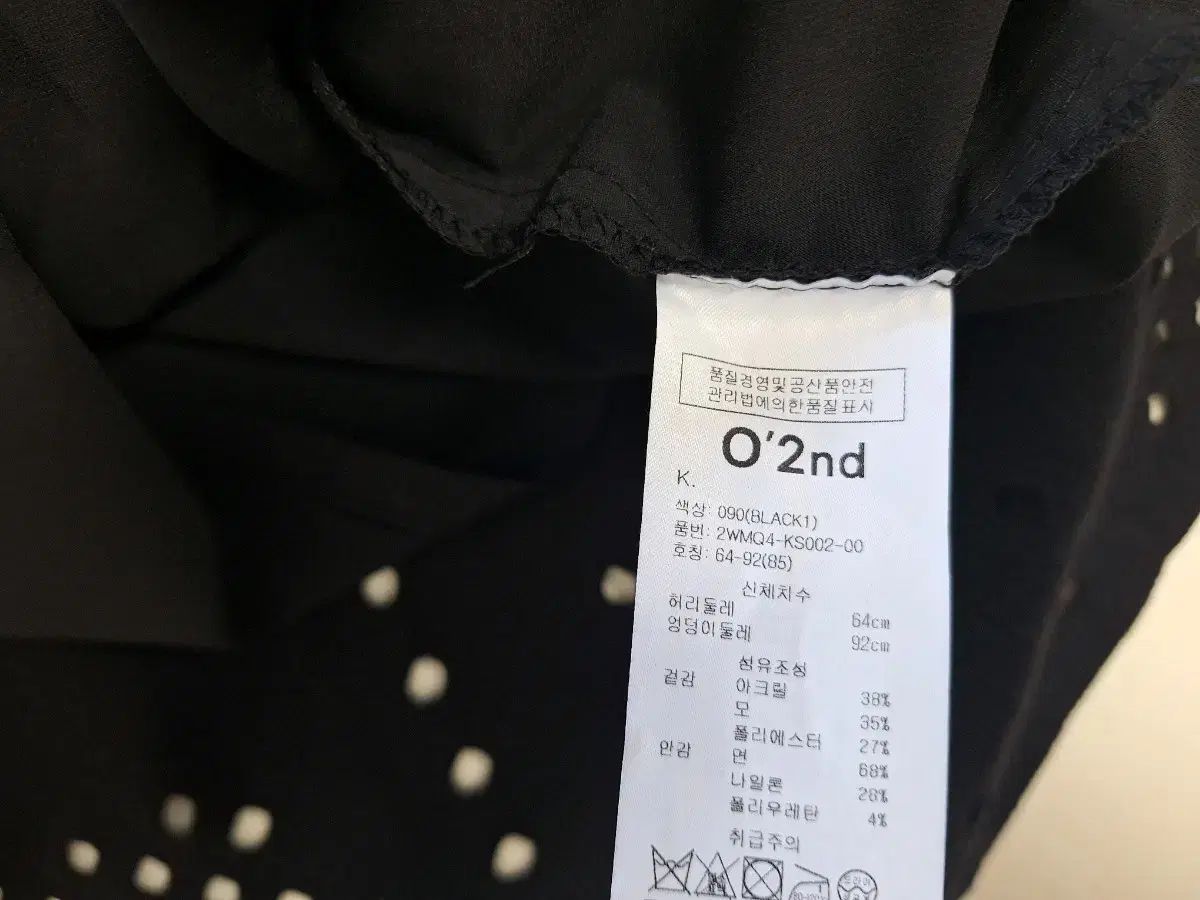 품질경영및공산품안전
관리법에의한품질표시
O'2nd
K.
색상: 090(BLACK1)
품번: 2WMQ4-KS002-00
호칭: 64-92(85)
신체치수
허리둘레 64cm
엉덩이둘레 92cm
섬유조성
겉감 아크릴 38%
모 35%
폴리에스터 27%
안감 면 68%
나일론 28%
폴리우레탄 4%
취급주의
드라이